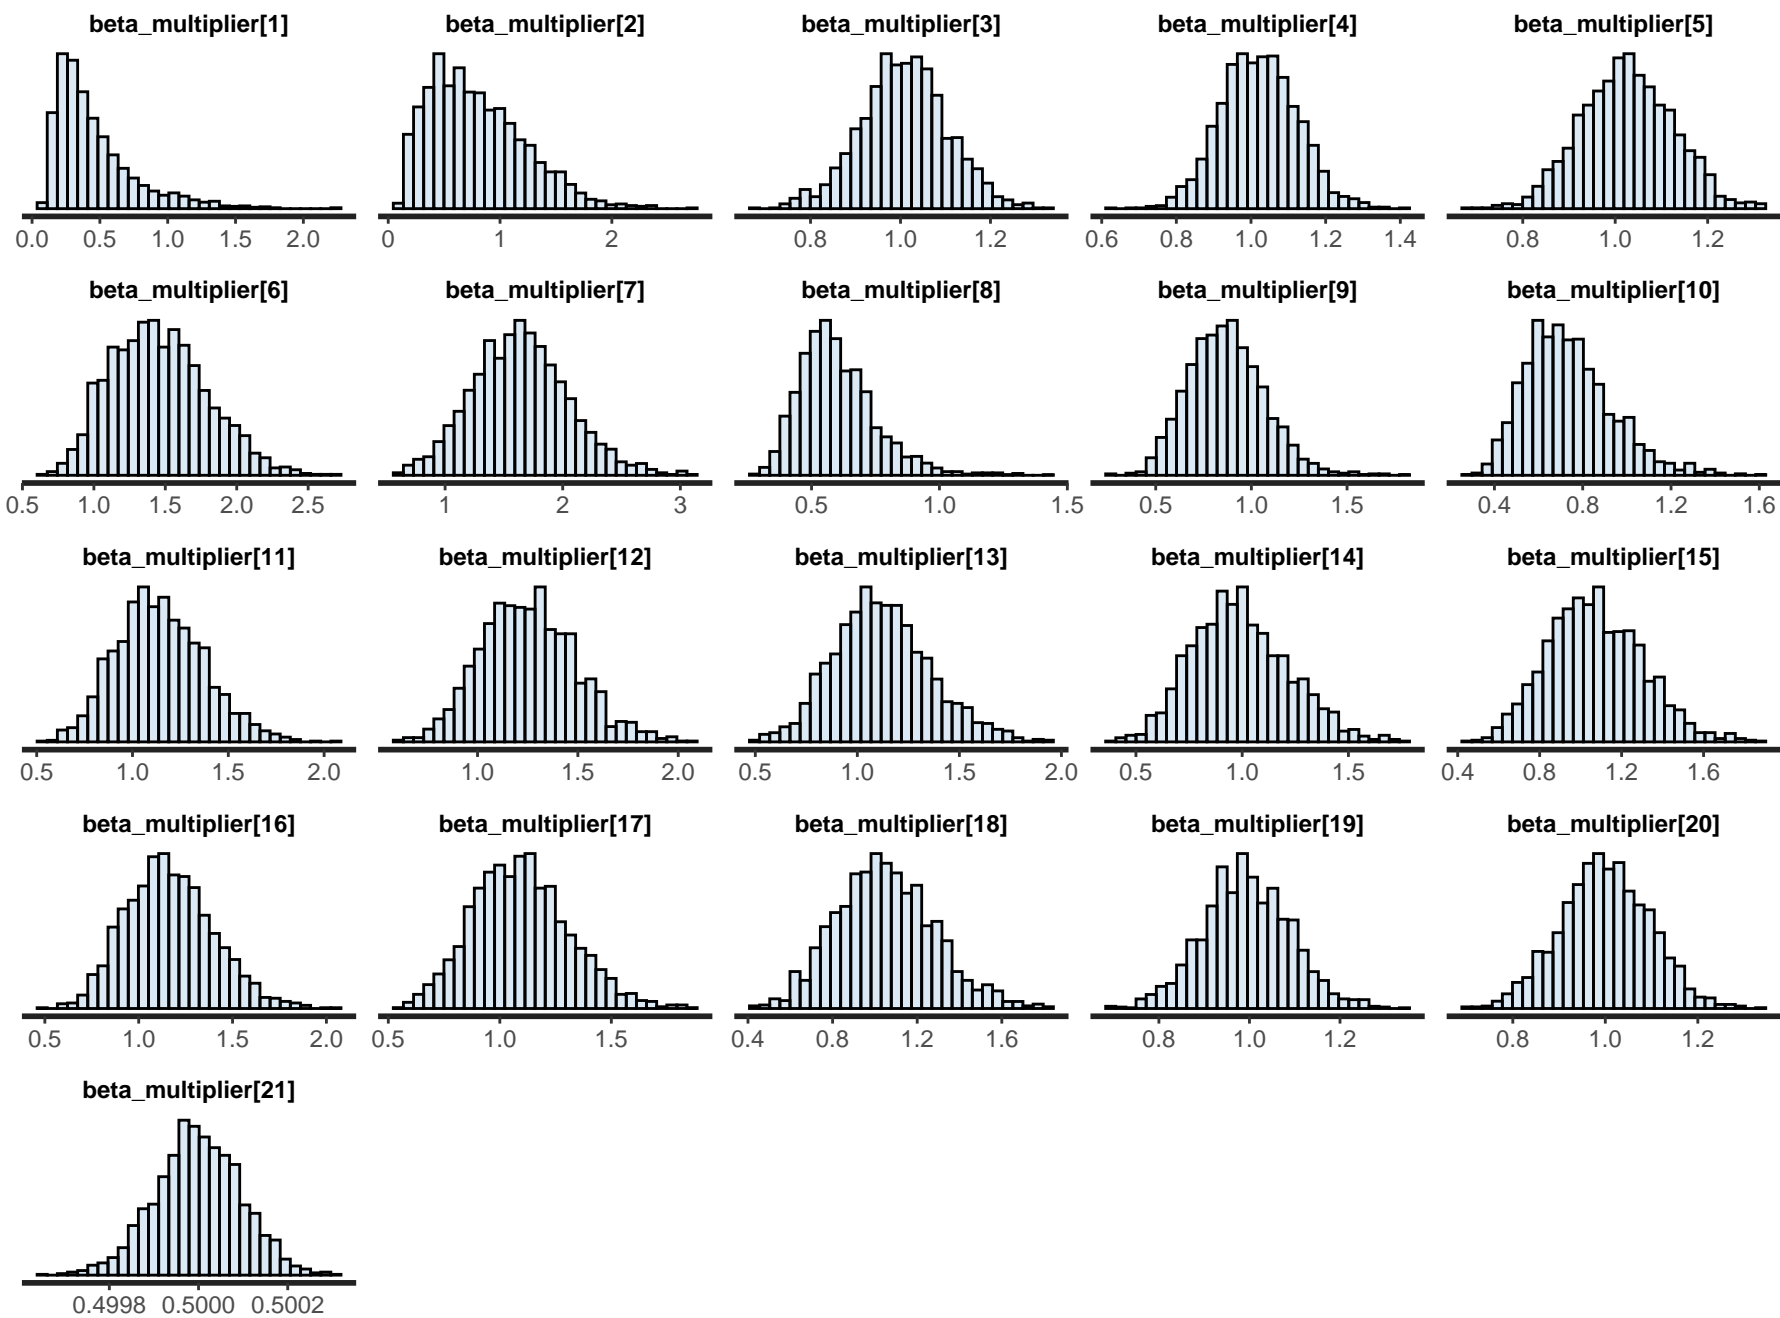 beta_multiplier[1] beta_multiplier[2] beta_multiplier[3] beta_multiplier[4] beta_multiplier[5]
0.0 0.5 1.0 1.5 2.0 0 1 2 0.8 1.0 1.2 0.6 0.8 1.0 1.2 1.4 0.8 1.0 1.2
beta_multiplier[6] beta_multiplier[7] beta_multiplier[8] beta_multiplier[9] beta_multiplier[10]
0.5 1.0 1.5 2.0 2.5 1 2 3 0.5 1.0 1.5 0.5 1.0 1.5 0.4 0.8 1.2 1.6
beta_multiplier[11] beta_multiplier[12] beta_multiplier[13] beta_multiplier[14] beta_multiplier[15]
0.5 1.0 1.5 2.0 1.0 1.5 2.0 0.5 1.0 1.5 2.0 0.5 1.0 1.5 0.4 0.8 1.2 1.6
beta_multiplier[16] beta_multiplier[17] beta_multiplier[18] beta_multiplier[19] beta_multiplier[20]
0.5 1.0 1.5 2.0 0.5 1.0 1.5 0.4 0.8 1.2 1.6 0.8 1.0 1.2 0.8 1.0 1.2
beta_multiplier[21]
0.4998 0.5000 0.5002